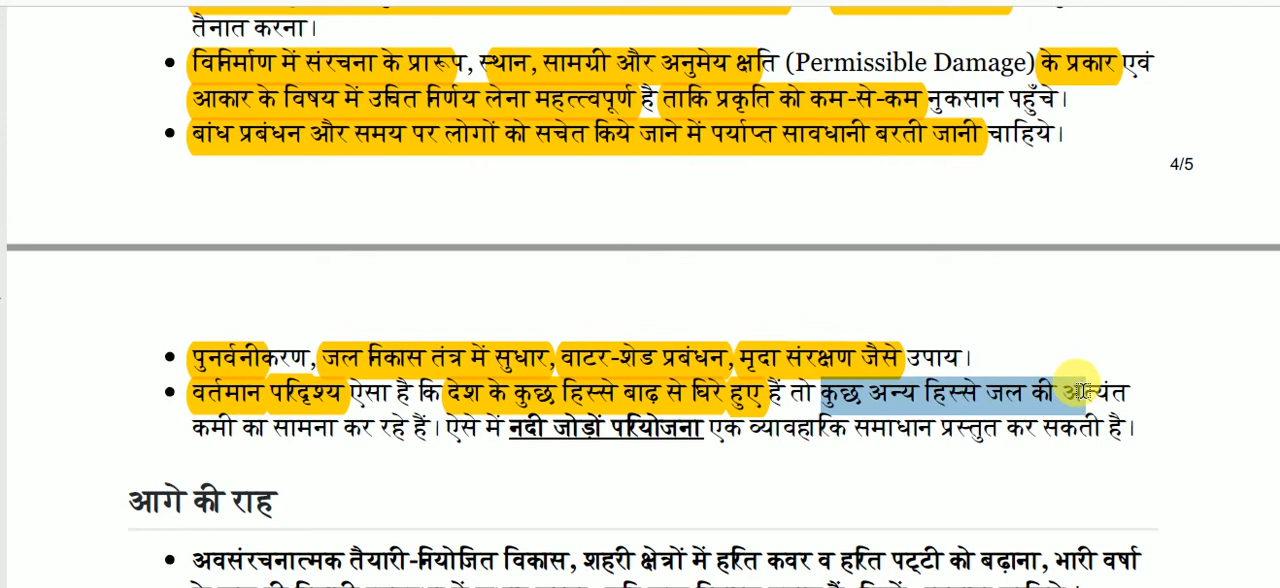 तैनात करना।
• विनिर्माण में संरचना के प्रारूप, स्थान, सामग्री और अनुमेय क्षति (Permissible Damage) के प्रकार एवं
आकार के विषय में उचित निर्णय लेना महत्त्वपूर्ण है ताकि प्रकृति को कम-से-कम नुकसान पहुँचे।
• बांध प्रबंधन और समय पर लोगों को सचेत किये जाने में पर्याप्त सावधानी बरती जानी चाहिये।
4/5
• पुनर्वनीकरण, जल निकास तंत्र में सुधार, वाटर-शेड प्रबंधन, मृदा संरक्षण जैसे उपाय।
• वर्तमान परिदृश्य ऐसा है कि देश के कुछ हिस्से बाढ़ से घिरे हुए हैं तो कुछ अन्य हिस्से जल की अत्यंत
कमी का सामना कर रहे हैं। ऐसे में नदी जोड़ों परियोजना एक व्यावहारिक समाधान प्रस्तुत कर सकती है।
आगे की राह
• अवसंरचनात्मक तैयारी-नियोजित विकास, शहरी क्षेत्रों में हरित कवर व हरित पट्टी को बढ़ाना, भारी वर्षा